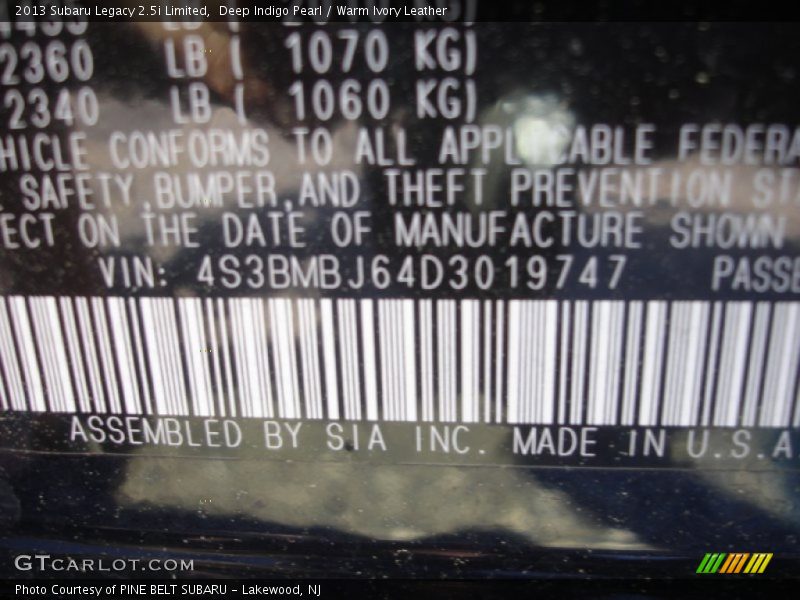 2013 Subaru Legacy 2.5i Limited, Deep Indigo Pearl / Warm Ivory Leather
2360 LB ( 1070 KG)
2340 LB ( 1060 KG)
HICLE CONFORMS TO ALL APPLICABLE FEDERA
SAFETY,BUMPER,AND THEFT PREVENTION STA
ECT ON THE DATE OF MANUFACTURE SHOWN
VIN: 4S3BMBJ64D3019747 PASSE
ASSEMBLED BY SIA INC. MADE IN U.S.A
GTcarlot.com
Photo Courtesy of PINE BELT SUBARU - Lakewood, NJ